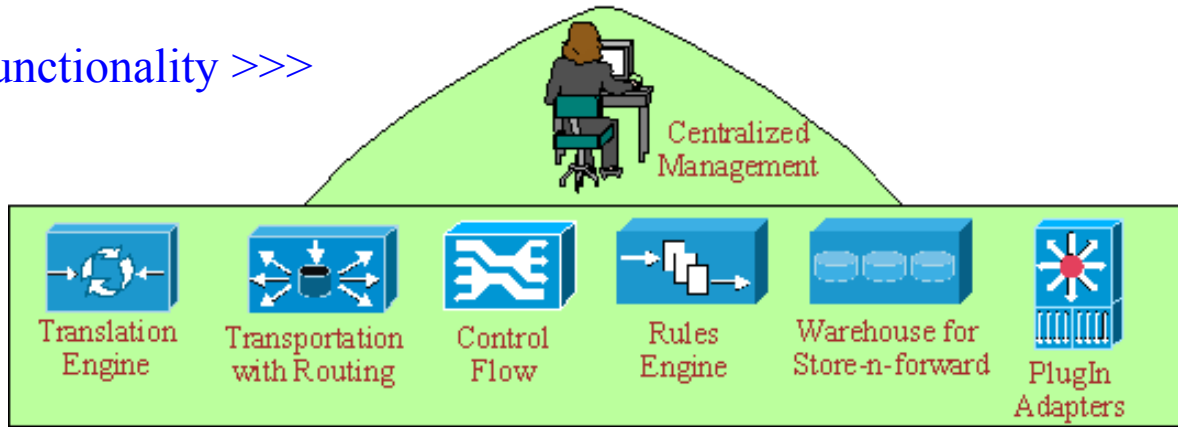 unctionality >>>
Centralized
Management
Translation
Engine
Transportation
with Routing
Control
Flow
Rules
Engine
Warehouse for
Store-n-forward
PlugIn
Adapters